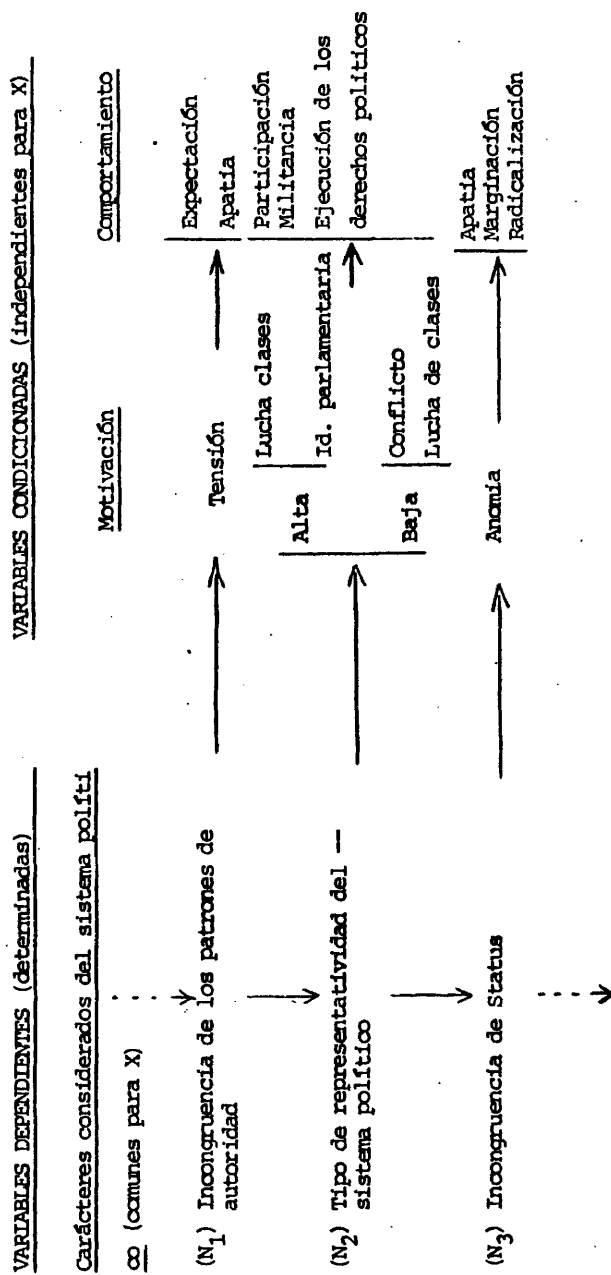 VARIABLES DEPENDIENTES (determinadas)
VARIABLES CONDICIONADAS (independientes para X)
Carácteres considerados del sistema políti
co (comunes para X)
Motivación
Comportamiento
(N₁) Incongruencia de los patrones de
autoridad
Tensión
Expectación
Apatía
(N₂) Tipo de representatividad del —
sistema político
Alta
Lucha clases
Id. parlamentaria
Baja
Conflicto
Lucha de clases
Participación
Militancia
Ejecución de los
derechos políticos
(N₃) Incongruencia de Status
Anomia
Apatía
Marginación
Radicalización